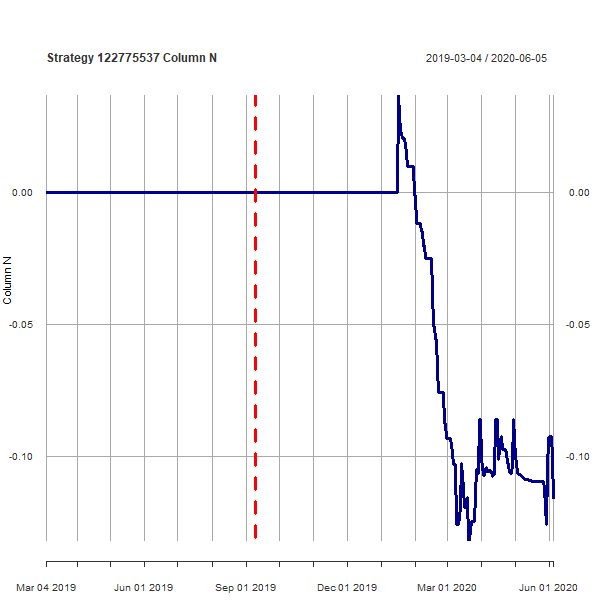 Strategy 122775537 Column N
2019-03-04 / 2020-06-05
0.00
0.00
-0.05
-0.05
-0.10
-0.10
Column N
Mar 04 2019
Jun 01 2019
Sep 01 2019
Dec 01 2019
Mar 01 2020
Jun 01 2020